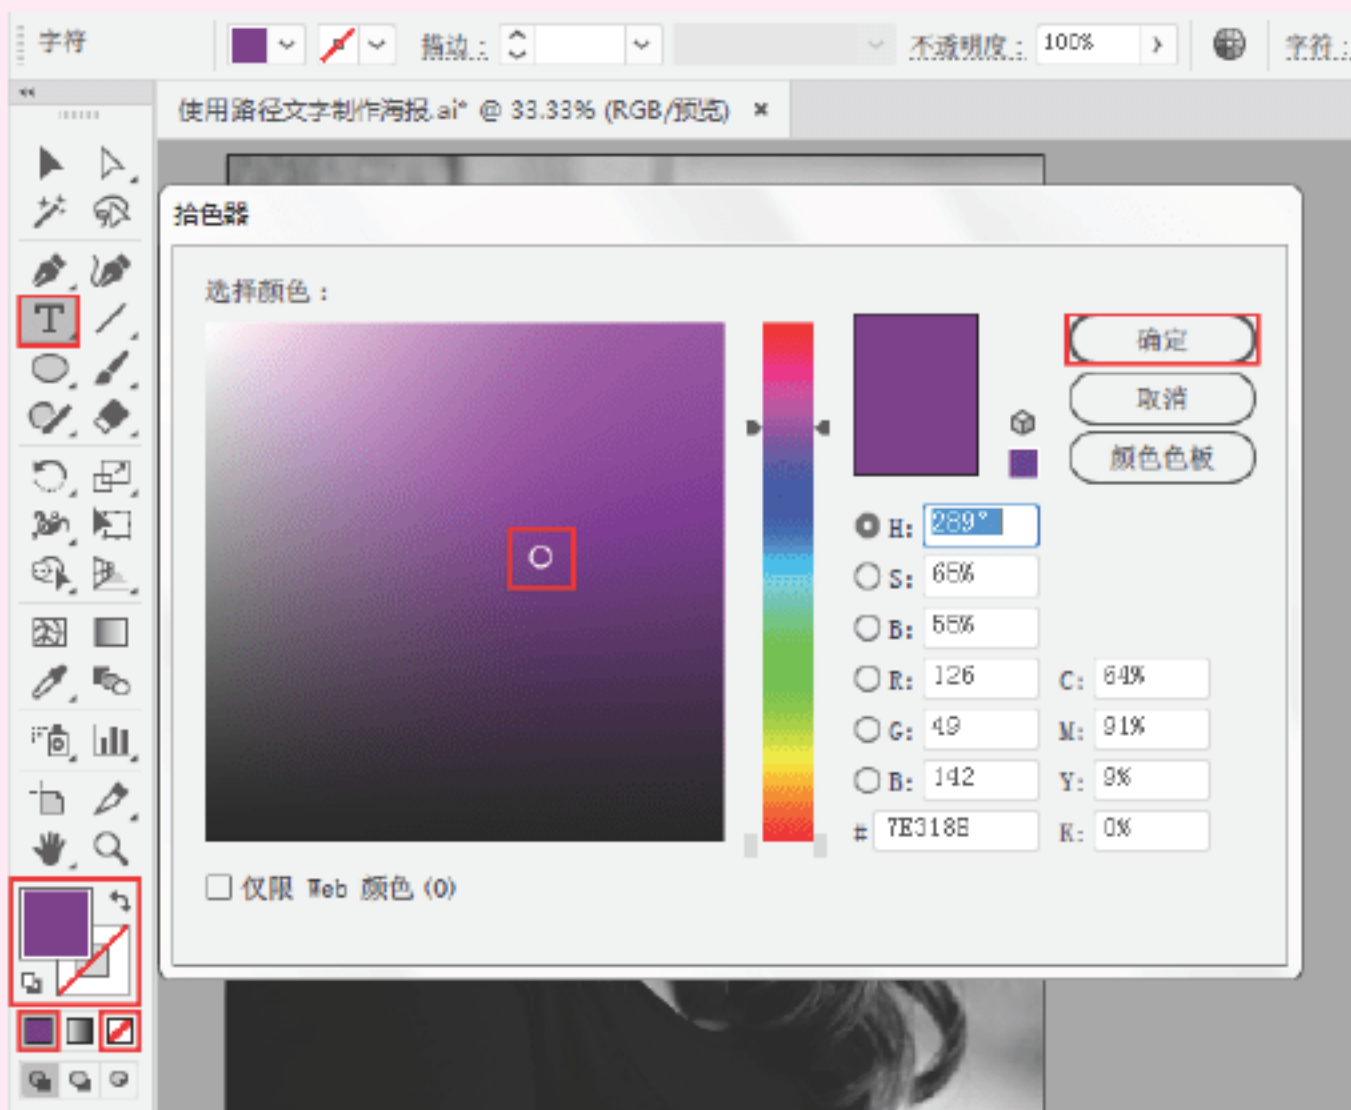 字符
描边：
不透明度：
100%
字符：
使用路径文字制作海报.ai* @ 33.33% (RGB/预览) ×
T
拾色器
选择颜色：
确定
取消
颜色色板
H: 289°
S: 65%
B: 55%
R: 126
C: 64%
G: 49
M: 91%
B: 142
Y: 9%
# 7E318E
K: 0%
仅限 Web 颜色 (O)